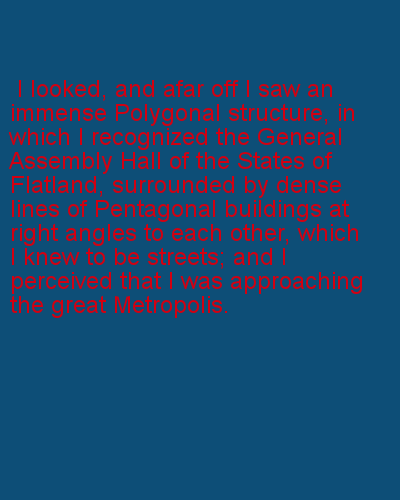 I looked, and afar off I saw an
immense Polygonal structure, in
which I recognized the General
Assembly Hall of the States of
Flatland, surrounded by dense
lines of Pentagonal buildings at
right angles to each other, which
I knew to be streets; and I
perceived that I was approaching
the great Metropolis.